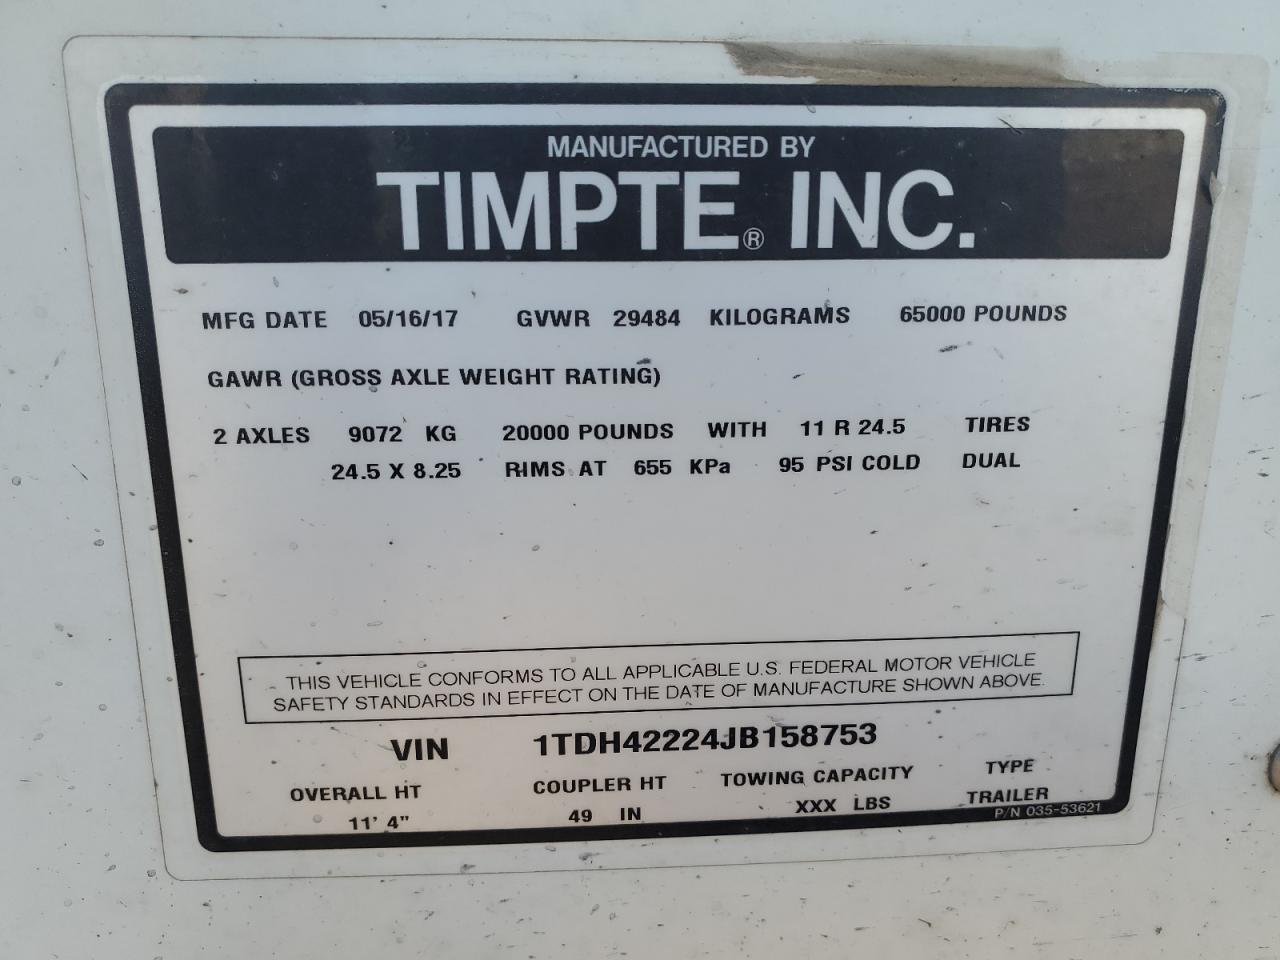 MANUFACTURED BY
TIMPTE® INC.
MFG DATE 05/16/17 GVWR 29484 KILOGRAMS 65000 POUNDS
GAWR (GROSS AXLE WEIGHT RATING)
2 AXLES 9072 KG 20000 POUNDS WITH 11 R 24.5 TIRES
24.5 X 8.25 RIMS AT 655 KPa 95 PSI COLD DUAL
THIS VEHICLE CONFORMS TO ALL APPLICABLE U.S. FEDERAL MOTOR VEHICLE
SAFETY STANDARDS IN EFFECT ON THE DATE OF MANUFACTURE SHOWN ABOVE.
VIN 1TDH42224JB158753
OVERALL HT COUPLER HT TOWING CAPACITY TYPE
11' 4" 49 IN XXX LBS TRAILER
P/N 035-53621